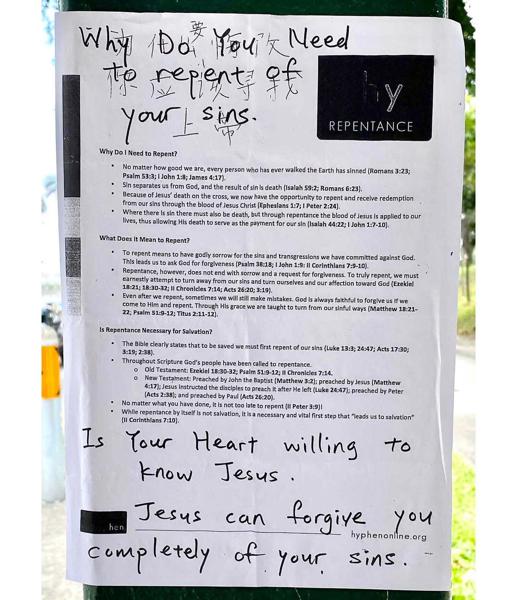 要
Why Do You Need
to repent of
你应该寻找
your sins.
上帝
hy
REPENTANCE
Why Do I Need to Repent?
• No matter how good we are, every person who has ever walked the Earth has sinned (Romans 3:23;
Psalm 53:3; I John 1:8; James 4:17).
• Sin separates us from God, and the result of sin is death (Isaiah 59:2; Romans 6:23).
• Because of Jesus' death on the cross, we now have the opportunity to repent and receive redemption
from our sins through the blood of Jesus Christ (Ephesians 1:7; I Peter 2:24).
• Where there is sin there must also be death, but through repentance the blood of Jesus is applied to our
lives, thus allowing His death to serve as the payment for our sin (Isaiah 44:22; I John 1:7-10).
What Does it Mean to Repent?
• To repent means to have godly sorrow for the sins and transgressions we have committed against God.
This leads us to ask God for forgiveness (Psalm 38:18; I John 1:9; II Corinthians 7:9-10).
• Repentance, however, does not end with sorrow and a request for forgiveness. To truly repent, we must
earnestly attempt to turn away from our sins and turn ourselves and our affection toward God (Ezekiel
18:21; 18:30-32; II Chronicles 7:14; Acts 26:20; 3:19).
• Even after we repent, sometimes we will still make mistakes. God is always faithful to forgive us if we
come to Him and repent. Through His grace we are taught to turn from our sinful ways (Matthew 18:21-
22; Psalm 51:9-12; Titus 2:11-12).
Is Repentance Necessary for Salvation?
• The Bible clearly states that to be saved we must first repent of our sins (Luke 13:3; 24:47; Acts 17:30;
3:19; 2:38).
• Throughout Scripture God's people have been called to repentance.
o Old Testament: Ezekiel 18:30-32; Psalm 51:9-12; II Chronicles 7:14.
o New Testament: Preached by John the Baptist (Matthew 3:2); preached by Jesus (Matthew
4:17); Jesus instructed the disciples to preach it after He left (Luke 24:47); preached by Peter
(Acts 2:38); and preached by Paul (Acts 26:20).
• No matter what you have done, it is not too late to repent (II Peter 3:9)!
• While repentance by itself is not salvation, it is a necessary and vital first step that "leads us to salvation"
(II Corinthians 7:10).
Is Your Heart willing to
know Jesus.
hen
Jesus can forgive you
hyphenonline.org
completely of your sins.